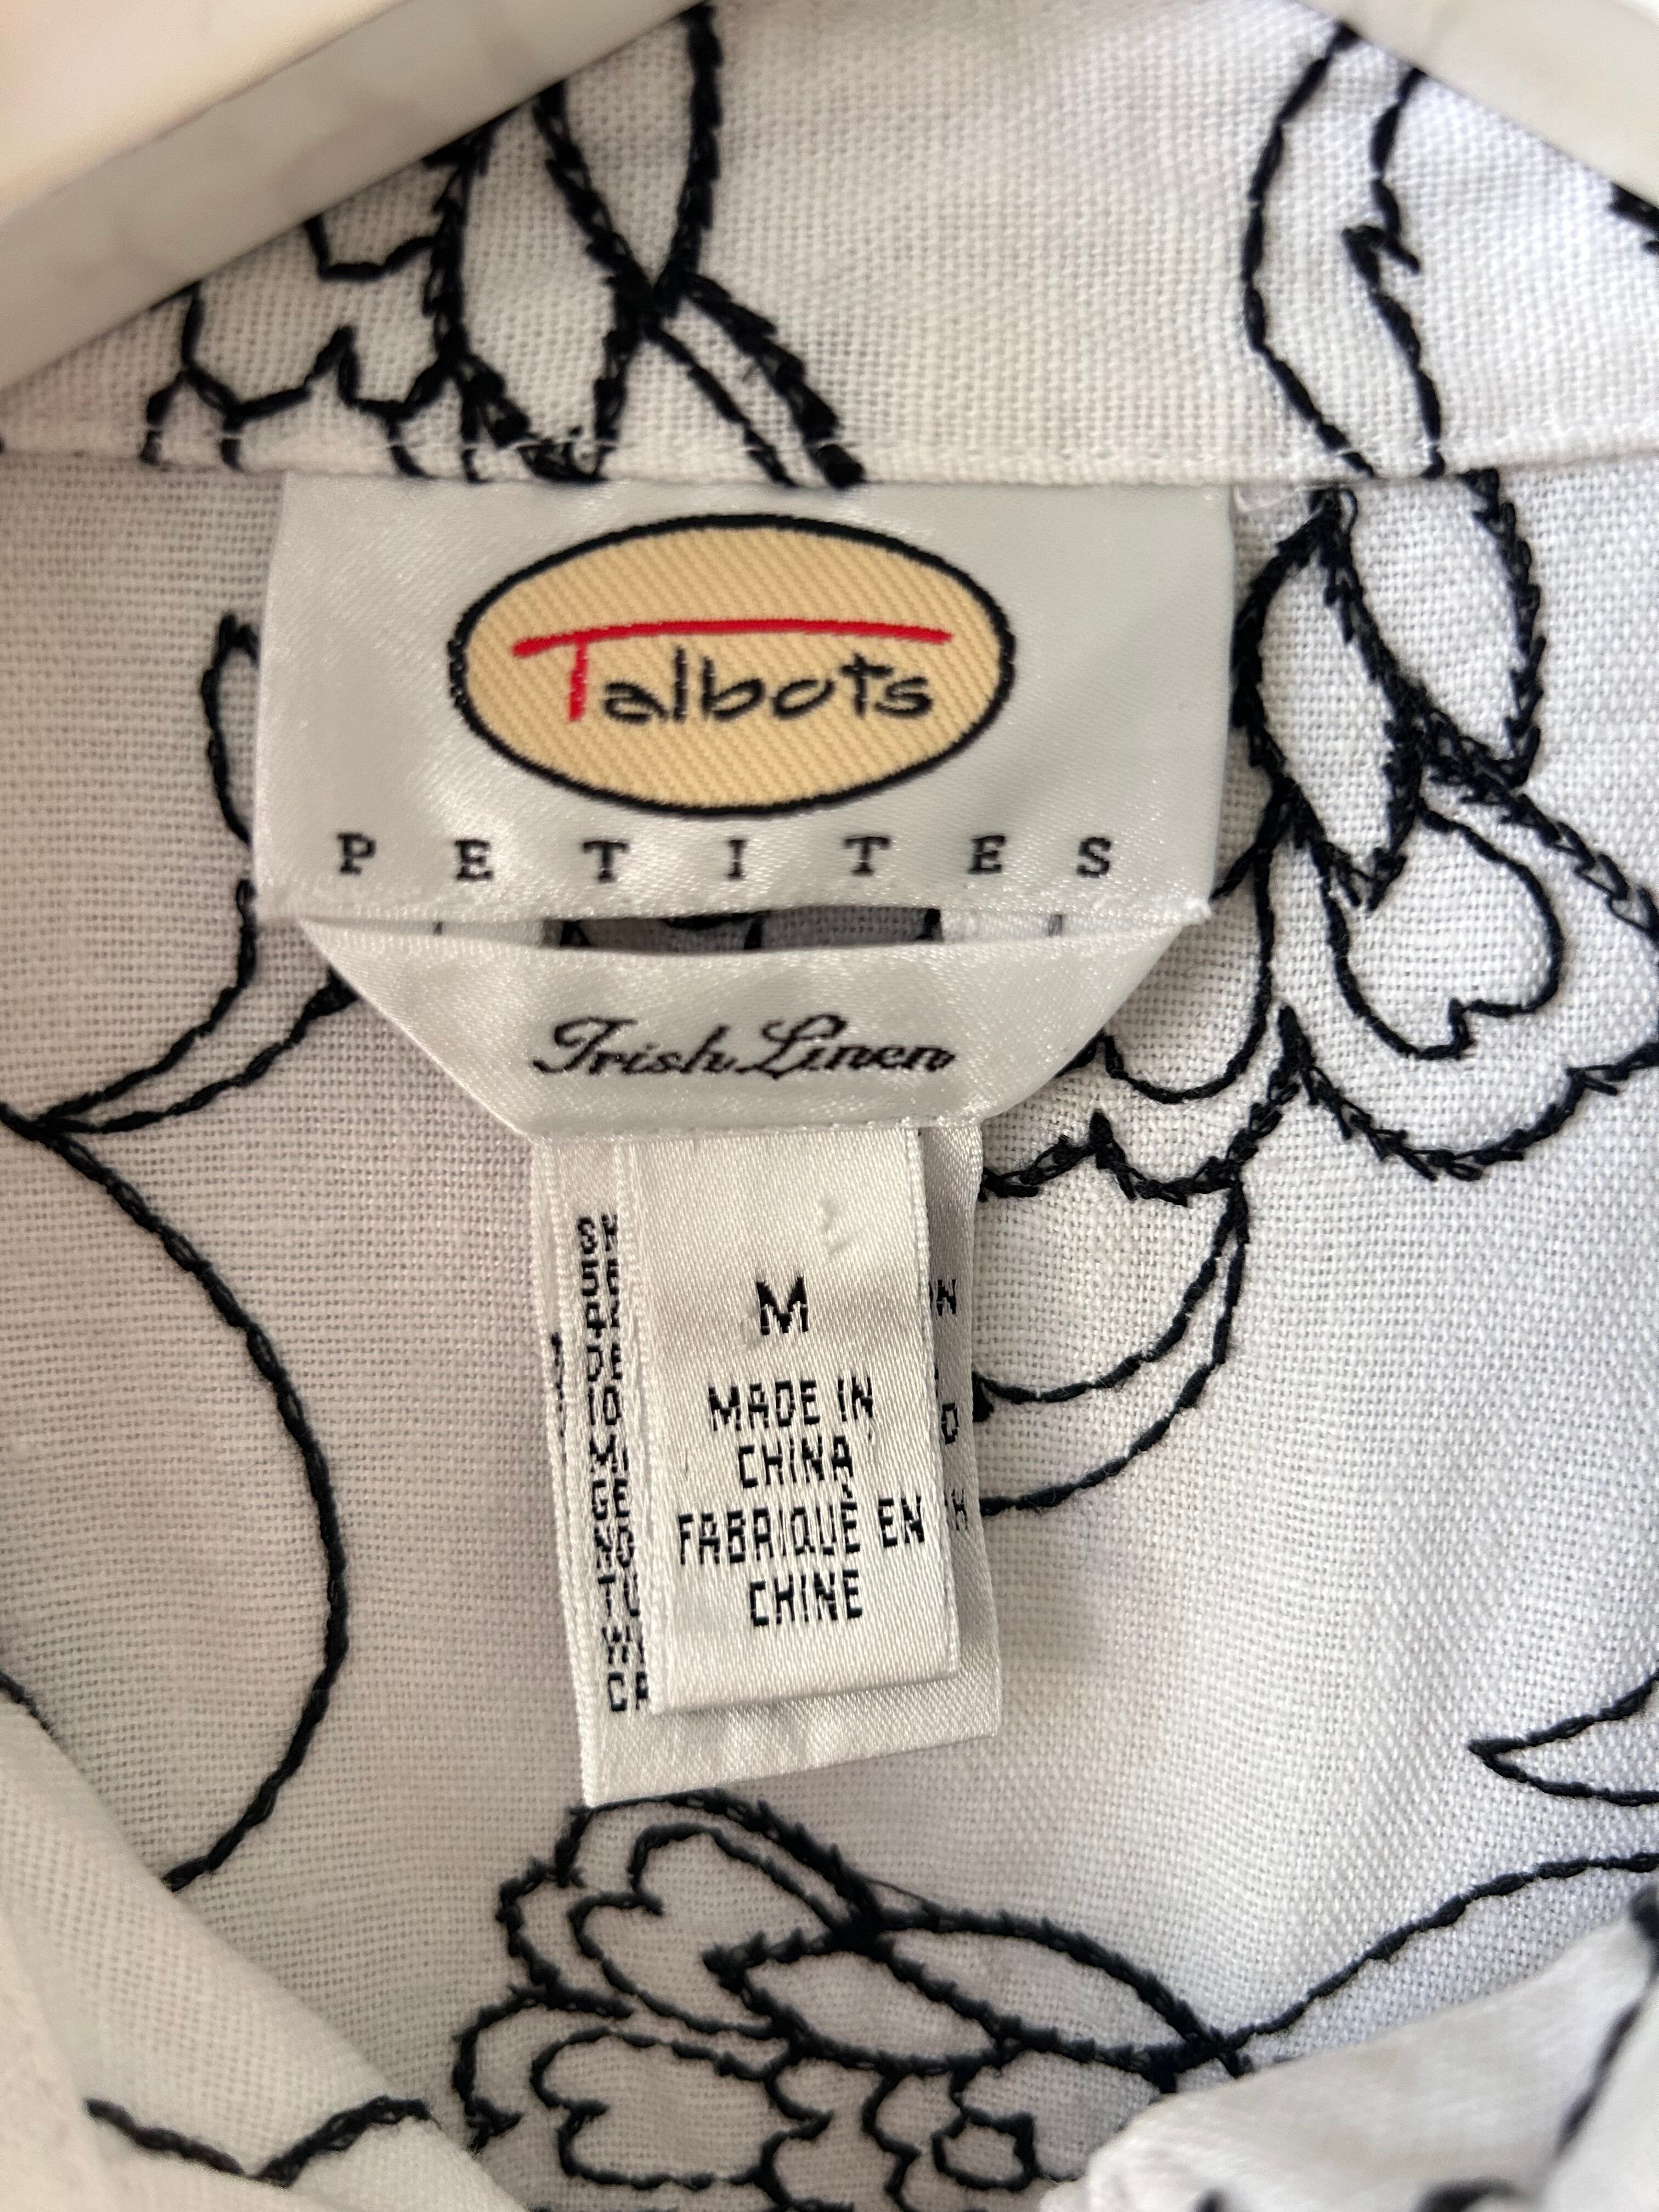 Talbots
PETITES
Irish Linen
M
MADE IN
CHINA
FABRIQUÉ EN
CHINE